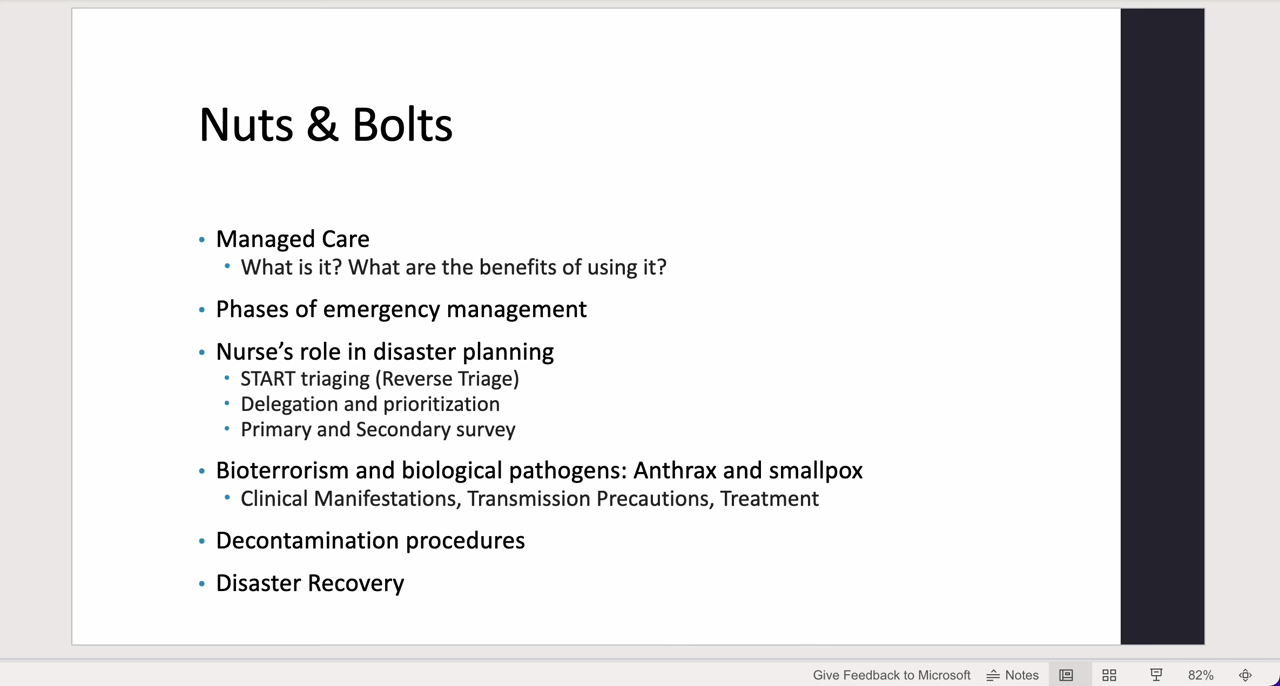 Nuts & Bolts
• Managed Care
• What is it? What are the benefits of using it?
• Phases of emergency management
• Nurse’s role in disaster planning
• START triaging (Reverse Triage)
• Delegation and prioritization
• Primary and Secondary survey
• Bioterrorism and biological pathogens: Anthrax and smallpox
• Clinical Manifestations, Transmission Precautions, Treatment
• Decontamination procedures
• Disaster Recovery
Give Feedback to Microsoft Notes 82%